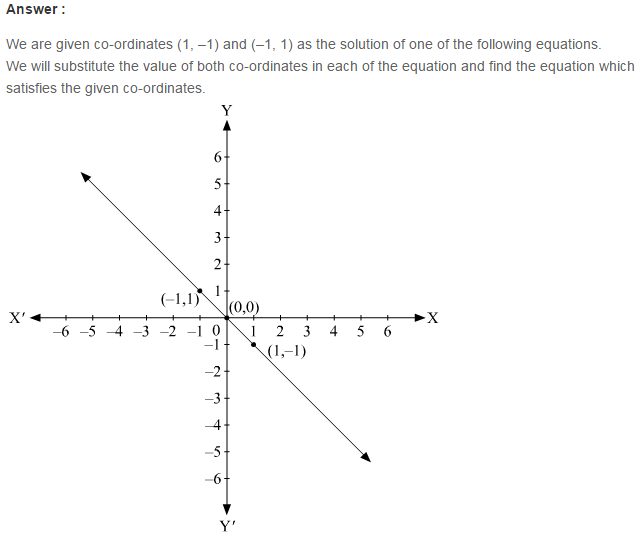 Answer :
We are given co-ordinates (1, –1) and (–1, 1) as the solution of one of the following equations.
We will substitute the value of both co-ordinates in each of the equation and find the equation which
satisfies the given co-ordinates.
Y
6
5
4
3
2
1
(–1,1)
(0,0)
X′
X
–6 –5 –4 –3 –2 –1 0 1 2 3 4 5 6
–1
(1,–1)
–2
–3
–4
–5
–6
Y′